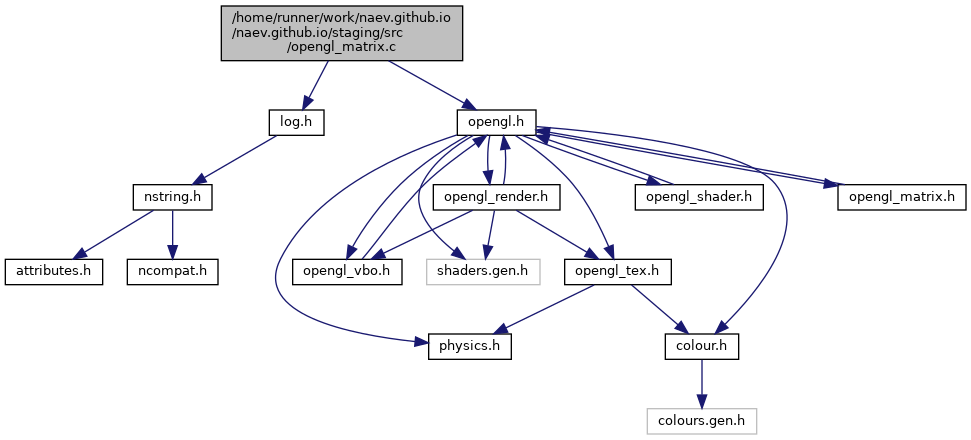 /home/runner/work/naev.github.io
/naev.github.io/staging/src
/opengl_matrix.c
log.h
opengl.h
nstring.h
opengl_render.h
opengl_shader.h
opengl_matrix.h
attributes.h
ncompat.h
opengl_vbo.h
shaders.gen.h
opengl_tex.h
physics.h
colour.h
colours.gen.h